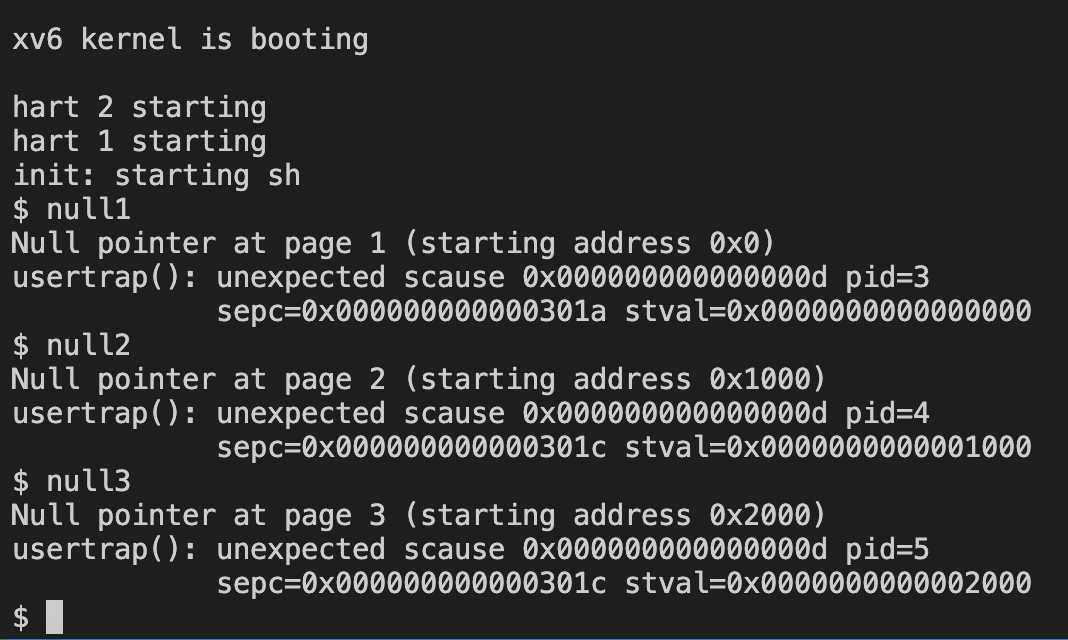 xv6 kernel is booting
hart 2 starting
hart 1 starting
init: starting sh
$ null1
Null pointer at page 1 (starting address 0x0)
usertrap(): unexpected scause 0x000000000000000d pid=3
sepc=0x000000000000301a stval=0x0000000000000000
$ null2
Null pointer at page 2 (starting address 0x1000)
usertrap(): unexpected scause 0x000000000000000d pid=4
sepc=0x000000000000301c stval=0x0000000000001000
$ null3
Null pointer at page 3 (starting address 0x2000)
usertrap(): unexpected scause 0x000000000000000d pid=5
sepc=0x000000000000301c stval=0x0000000000002000
$